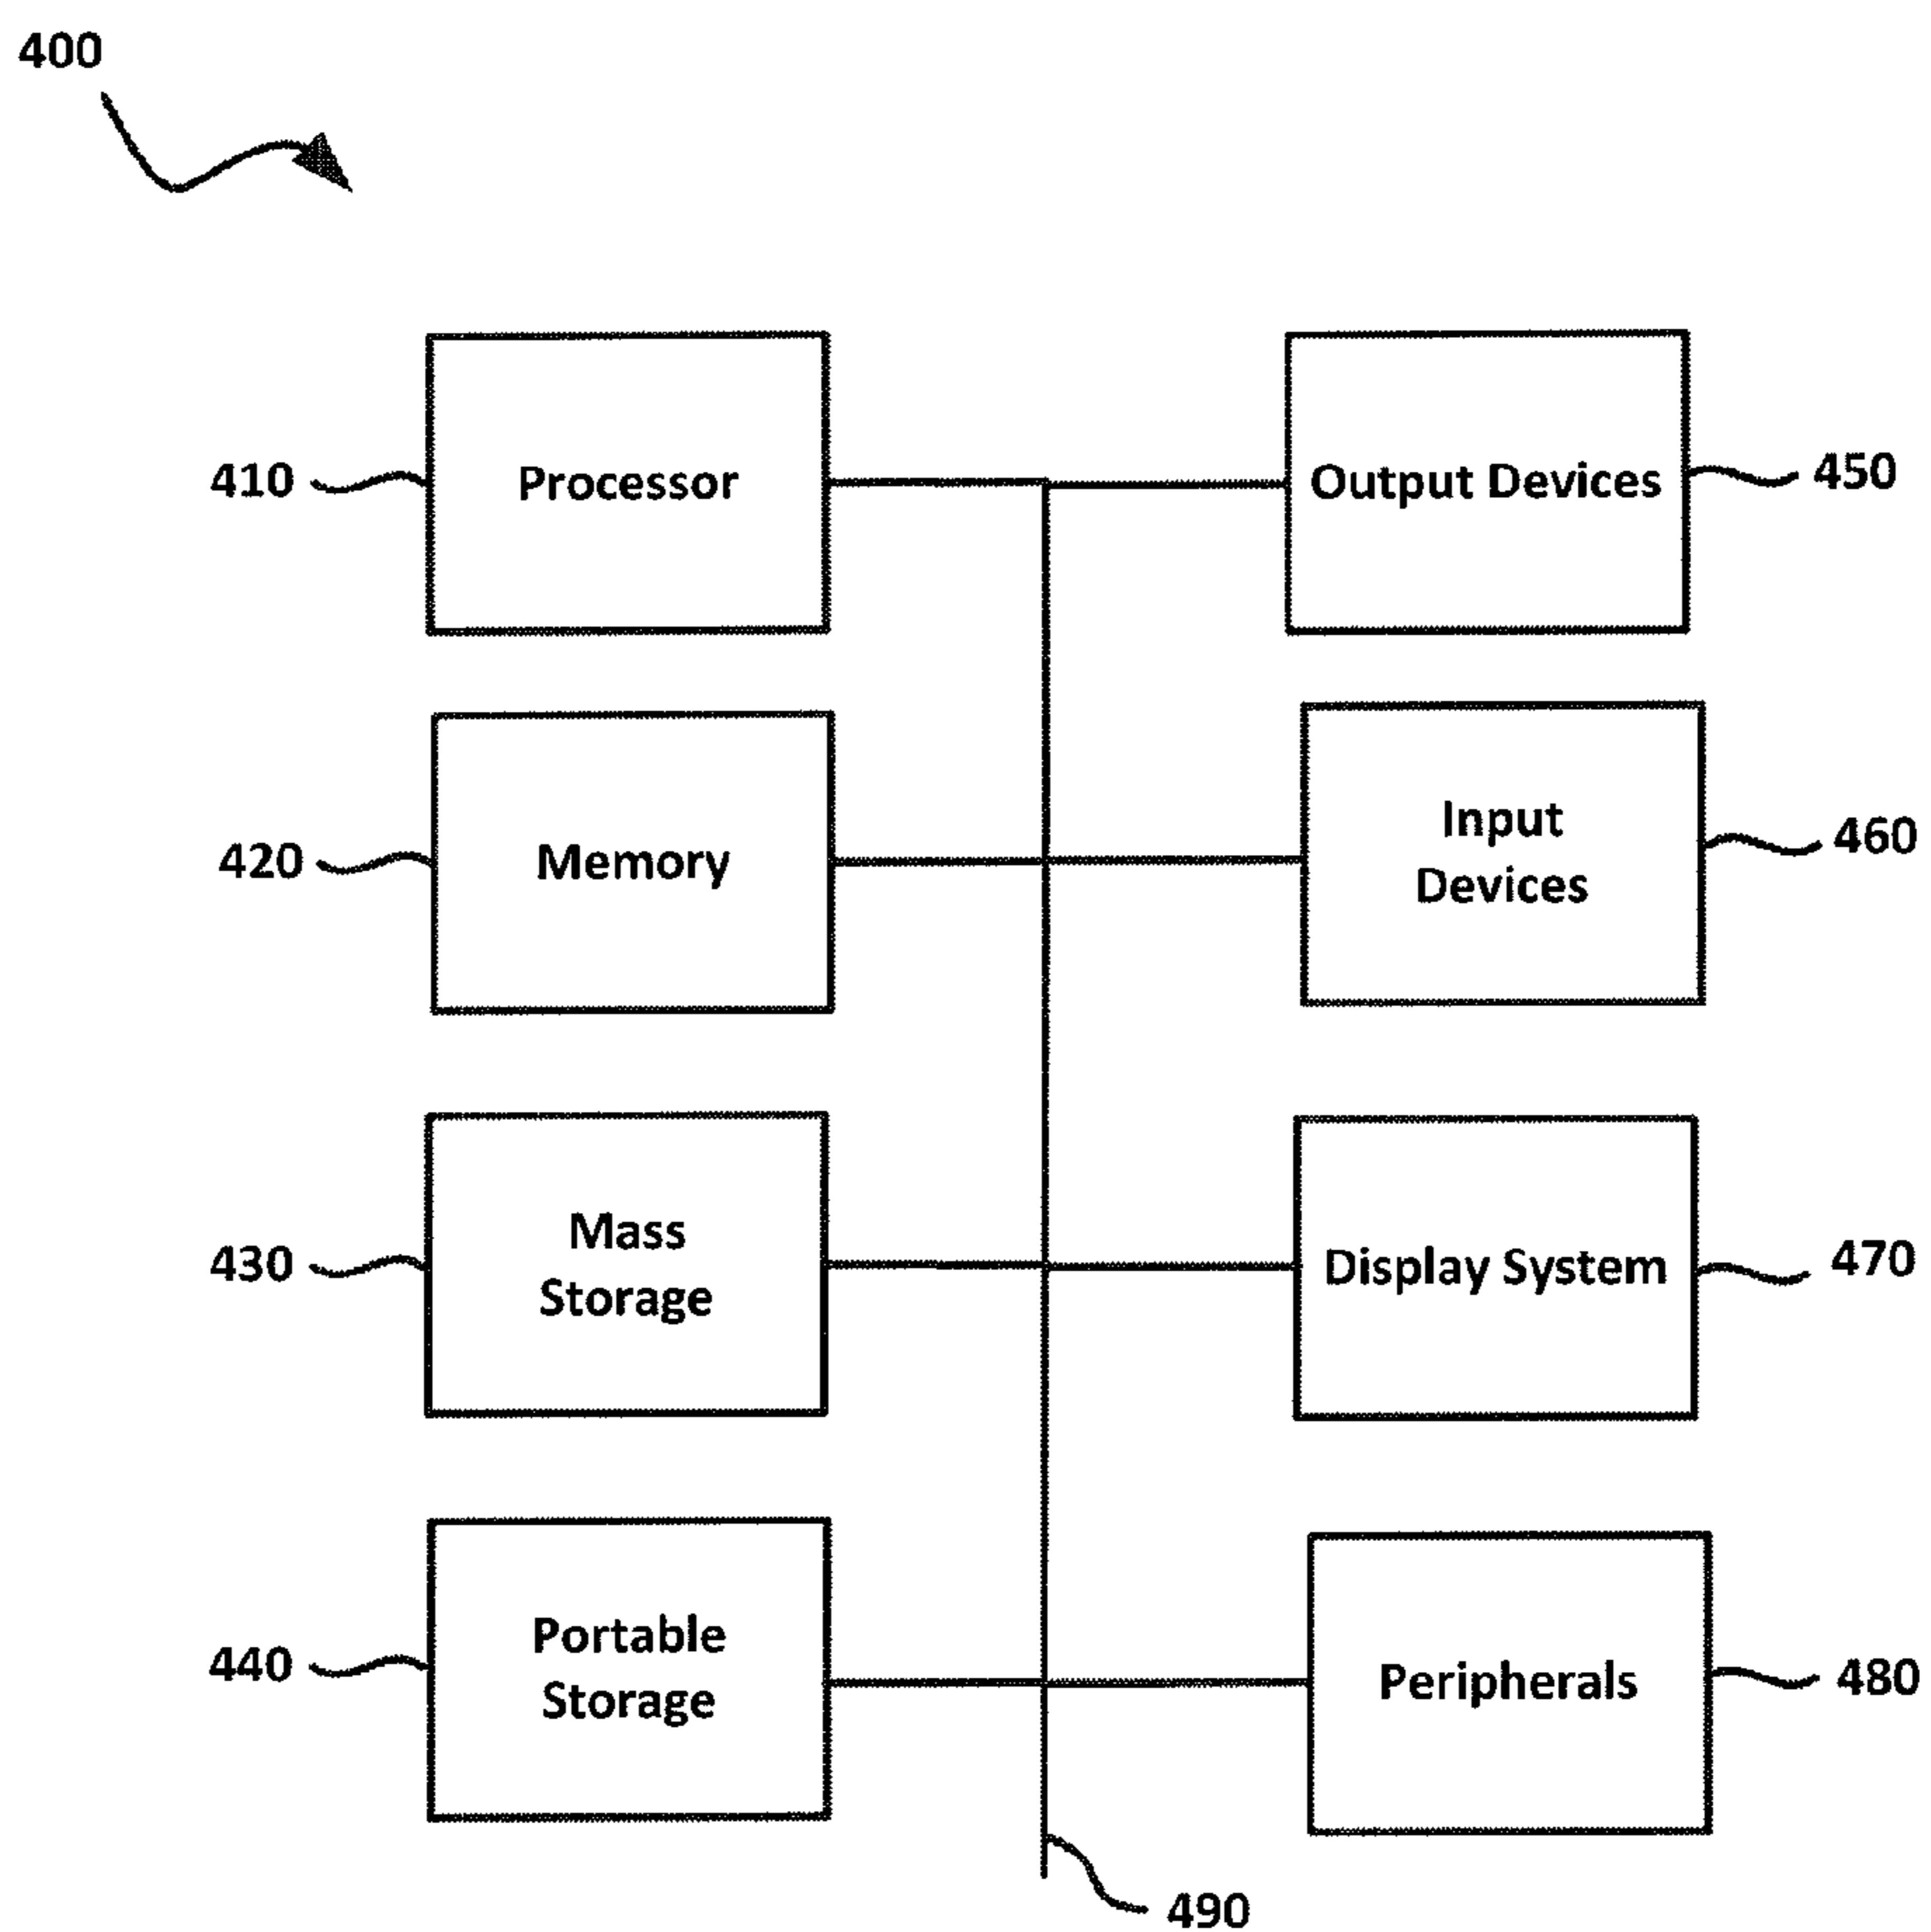 400
410
Processor
Output Devices
450
420
Memory
Input
Devices
460
430
Mass
Storage
Display System
470
440
Portable
Storage
Peripherals
480
490